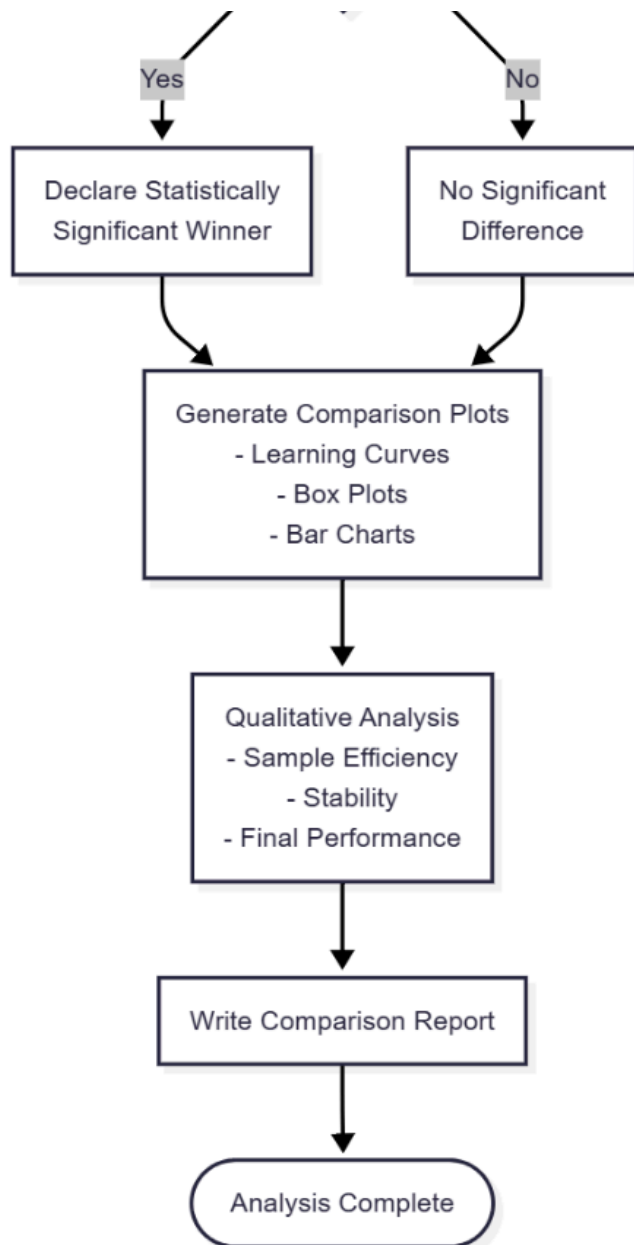 Yes
No
Declare Statistically
Significant Winner
No Significant
Difference
Generate Comparison Plots
- Learning Curves
- Box Plots
- Bar Charts
Qualitative Analysis
- Sample Efficiency
- Stability
- Final Performance
Write Comparison Report
Analysis Complete